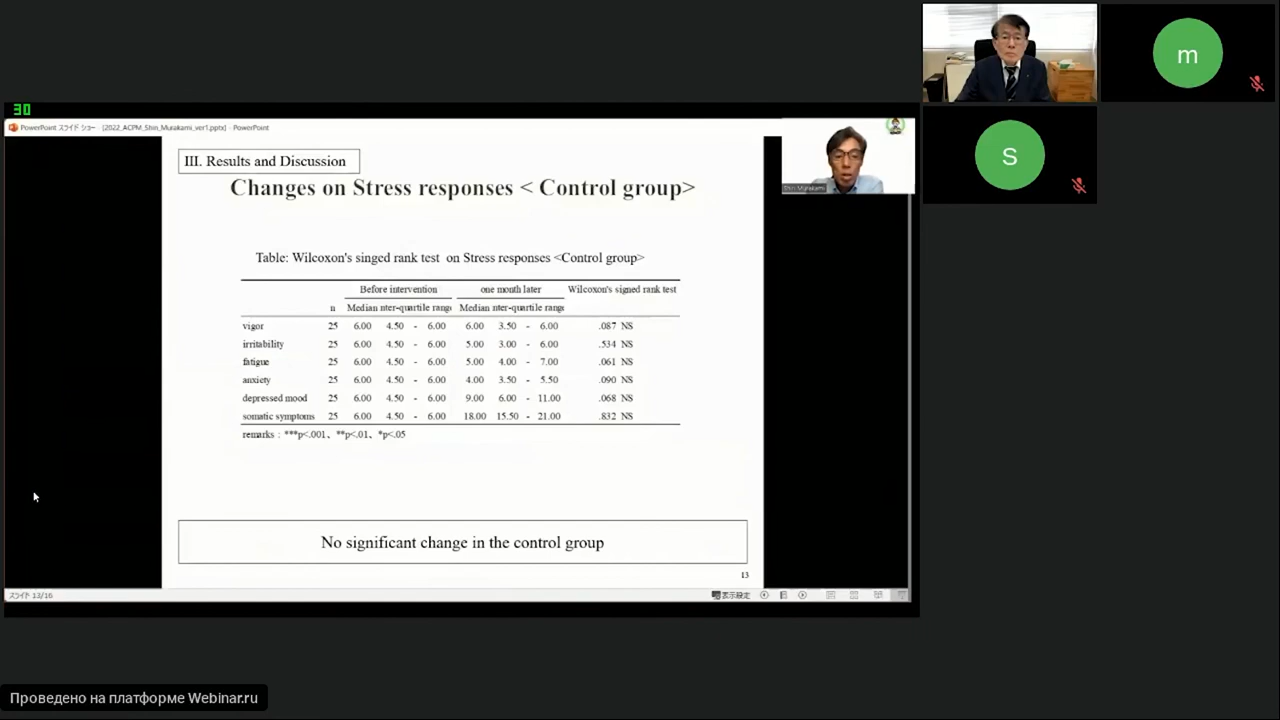 30
PowerPoint スライド ショー - [2022_ACPM_Shin_Murakami_ver1.pptx] - PowerPoint
III. Results and Discussion
Changes on Stress responses < Control group>
Shin Murakami
m
S
Table: Wilcoxon's singed rank test on Stress responses <Control group>
Before intervention one month later Wilcoxon's signed rank test
n Median nter-quartile rang Median nter-quartile rang
vigor 25 6.00 4.50 - 6.00 6.00 3.50 - 6.00 .087 NS
irritability 25 6.00 4.50 - 6.00 5.00 3.00 - 6.00 .534 NS
fatigue 25 6.00 4.50 - 6.00 5.00 4.00 - 7.00 .061 NS
anxiety 25 6.00 4.50 - 6.00 4.00 3.50 - 5.50 .090 NS
depressed mood 25 6.00 4.50 - 6.00 9.00 6.00 - 11.00 .068 NS
somatic symptoms 25 6.00 4.50 - 6.00 18.00 15.50 - 21.00 .832 NS
remarks : ***p<.001、**p<.01、*p<.05
No significant change in the control group
13
スライド 13/16
表示設定
Проведено на платформе Webinar.ru